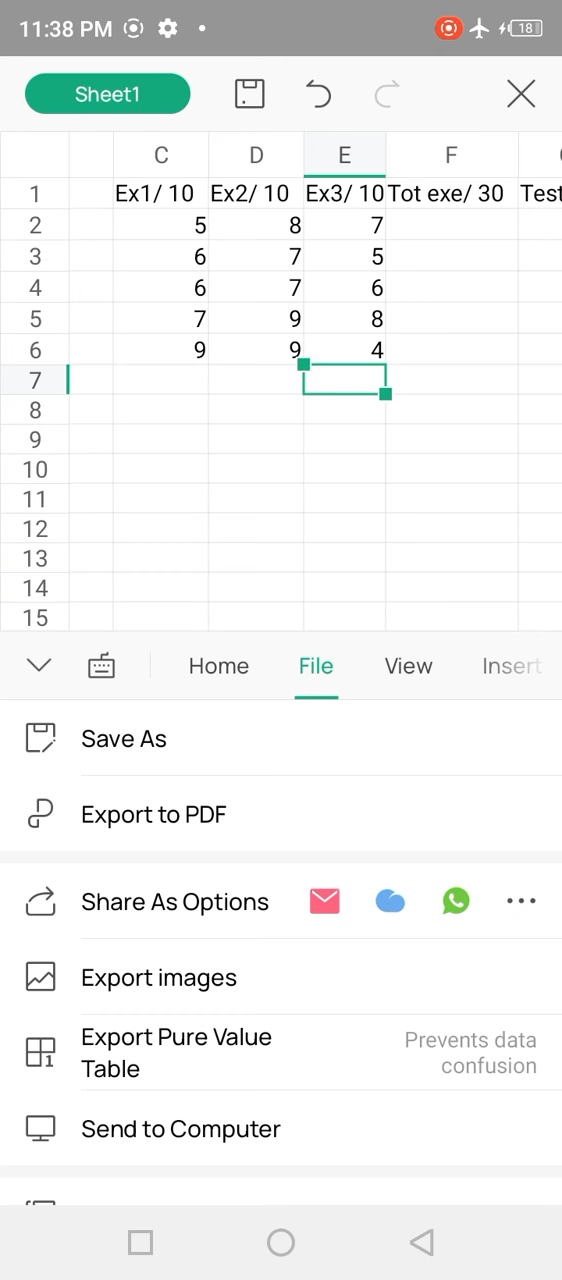 11:38 PM 18
Sheet1
C D E F
1 Ex1/ 10 Ex2/ 10 Ex3/ 10 Tot exe/ 30 Test
2 5 8 7
3 6 7 5
4 6 7 6
5 7 9 8
6 9 9 4
7
8
9
10
11
12
13
14
15
Home File View Insert
Save As
Export to PDF
Share As Options
Export images
Export Pure Value
Table
Prevents data
confusion
Send to Computer